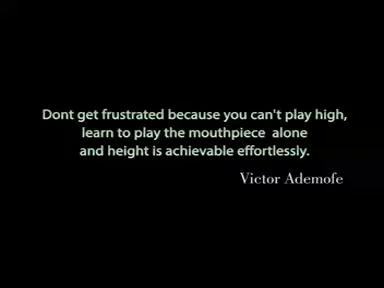 Dont get frustrated because you can't play high,
learn to play the mouthpiece alone
and height is achievable effortlessly.
Victor Ademofe